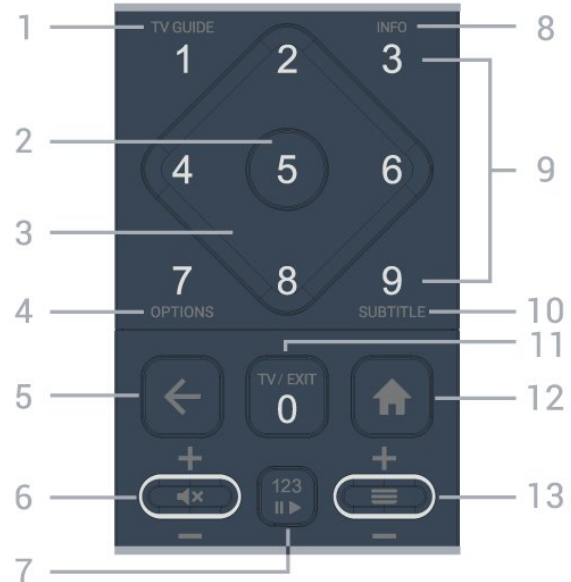 1 TV GUIDE INFO 8
1 2 3
2 9
4 5 6
3
7 8 9
4 OPTIONS SUBTITLE 10
11
5 TV / EXIT 12
0
+ +
6 123 13
− −
7